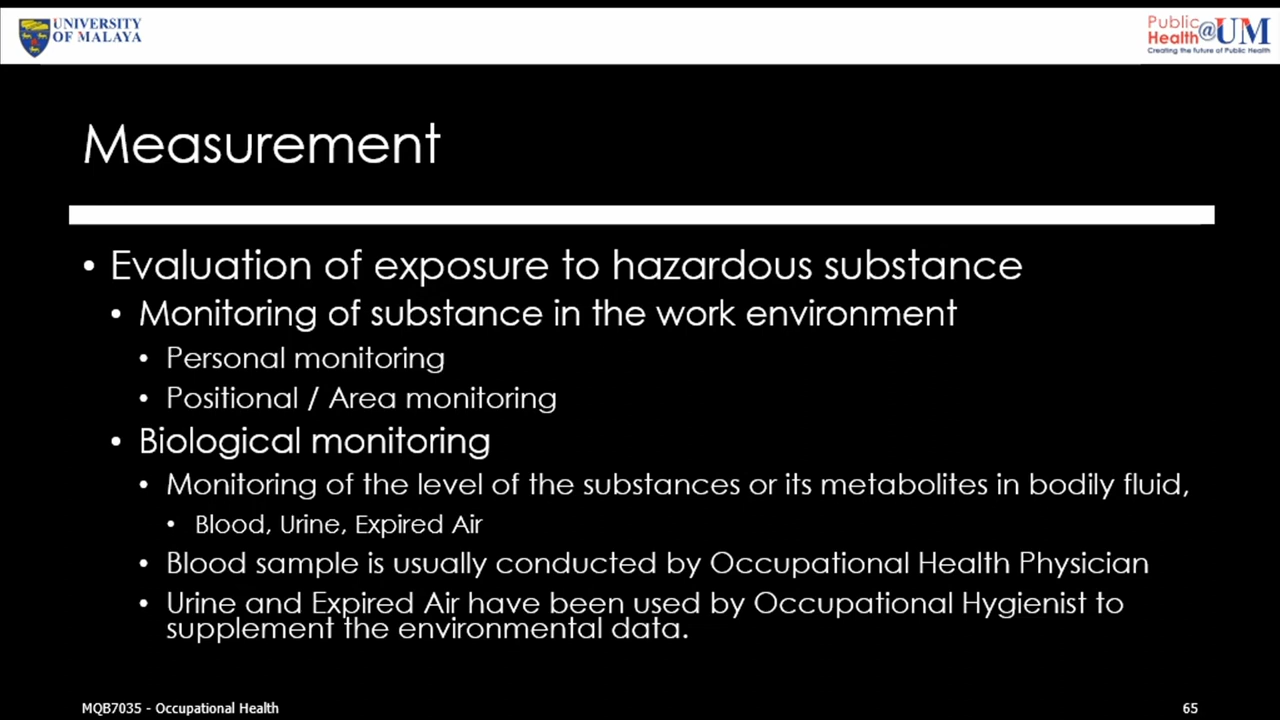 UNIVERSITY
OF MALAYA
Public
Health@UM
Creating the future of Public Health
Measurement
• Evaluation of exposure to hazardous substance
• Monitoring of substance in the work environment
• Personal monitoring
• Positional / Area monitoring
• Biological monitoring
• Monitoring of the level of the substances or its metabolites in bodily fluid,
• Blood, Urine, Expired Air
• Blood sample is usually conducted by Occupational Health Physician
• Urine and Expired Air have been used by Occupational Hygienist to
supplement the environmental data.
MQB7035 - Occupational Health
65